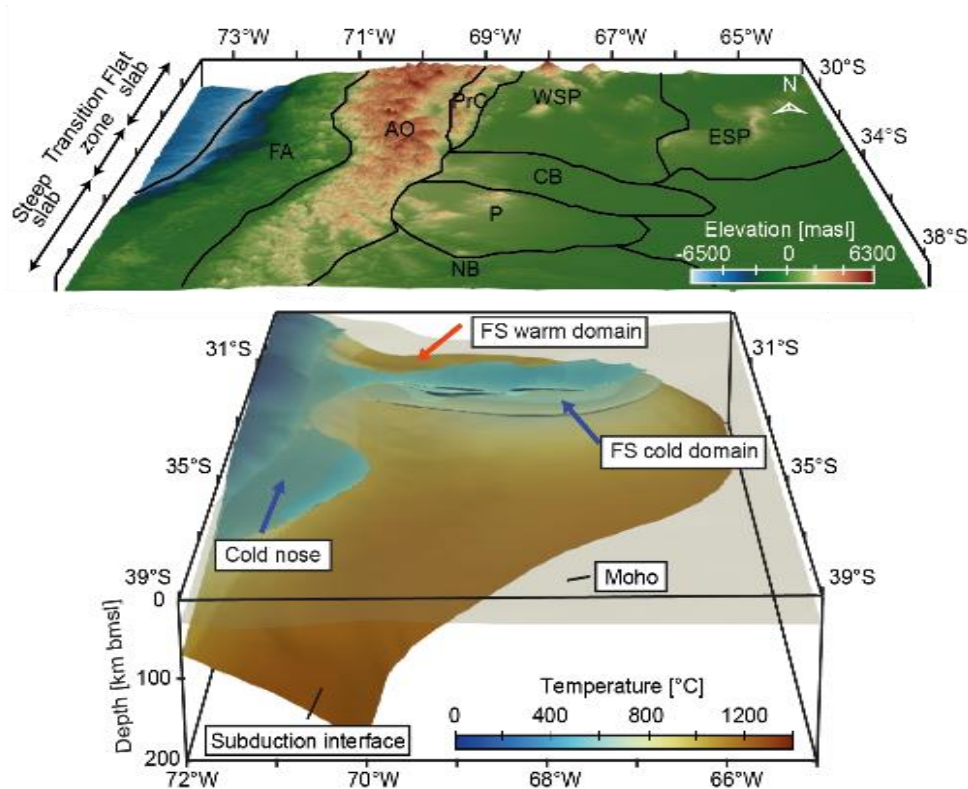 73°W 71°W 69°W 67°W 65°W
Flat slab
Transition zone
Steep slab
30°S
34°S
38°S
N
FA
AO
PrC
WSP
ESP
CB
P
NB
Elevation [masl]
-6500 0 6300
FS warm domain
FS cold domain
Cold nose
Moho
Subduction interface
31°S
35°S
39°S
31°S
35°S
39°S
Depth [km bmsl]
0
100
200
Temperature [°C]
0 400 800 1200
72°W 70°W 68°W 66°W